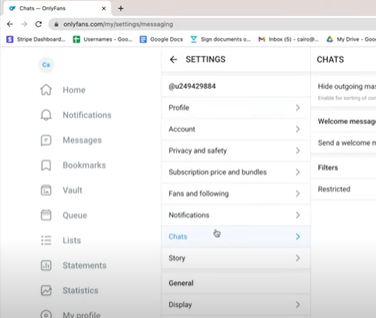 Chats — OnlyFans
onlyfans.com/my/settings/messaging
Stripe Dashboard...
Usernames - Goo...
Google Docs
Sign documents o...
Inbox (5) - cairo@...
My Drive - Goo
Ca
Home
Notifications
Messages
Bookmarks
Vault
Queue
Lists
Statements
Statistics
My profile
SETTINGS
@u249429884
Profile
Account
Privacy and safety
Subscription price and bundles
Fans and following
Notifications
Chats
Story
General
Display
CHATS
Hide outgoing mas
Enable for sorting of con
Welcome messag
Send a welcome m
Filters
Restricted